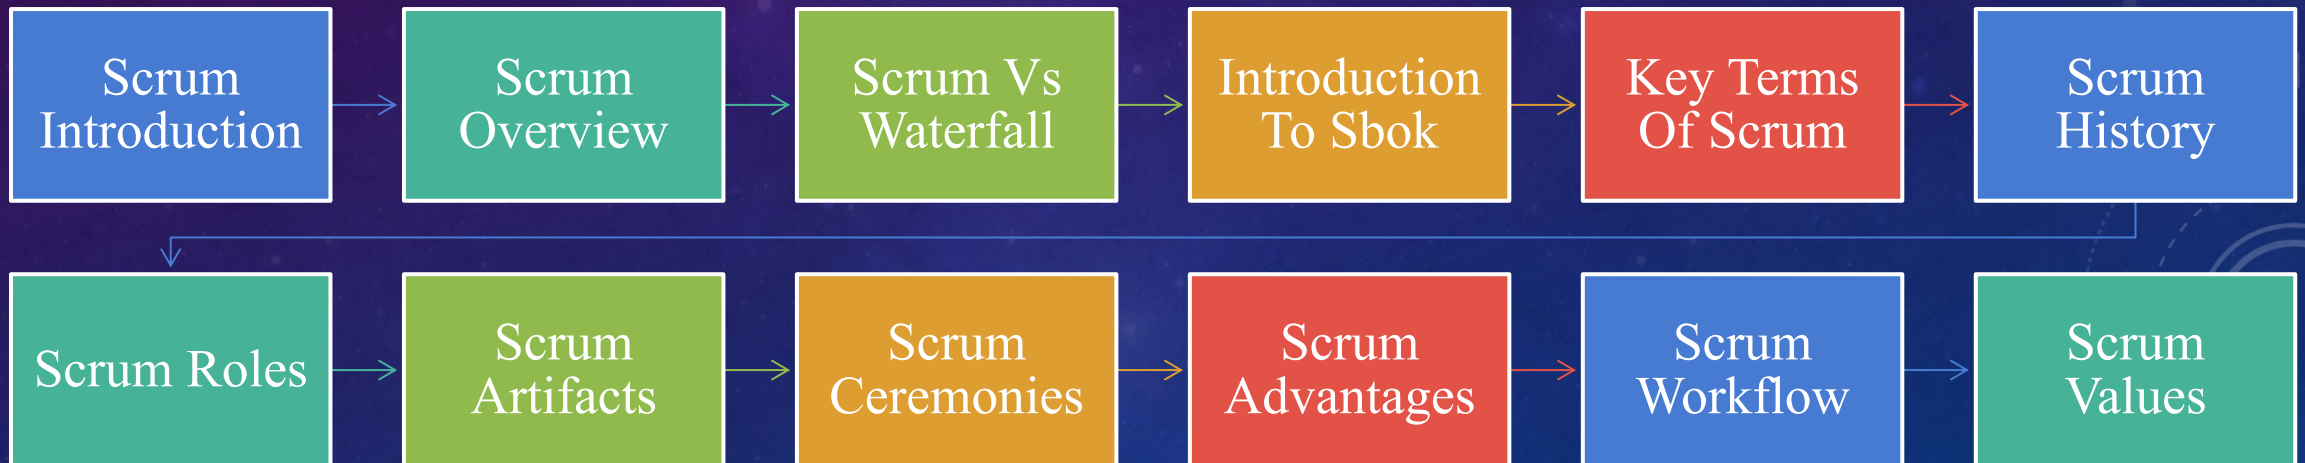 Scrum
Introduction
Scrum
Overview
Scrum Vs
Waterfall
Introduction
To Sbok
Key Terms
Of Scrum
Scrum
History
Scrum Roles
Scrum
Artifacts
Scrum
Ceremonies
Scrum
Advantages
Scrum
Workflow
Scrum
Values